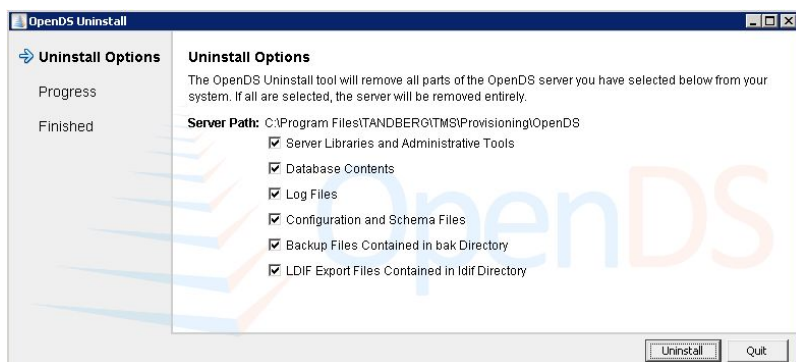 OpenDS Uninstall
Uninstall Options
Progress
Finished
Uninstall Options
The OpenDS Uninstall tool will remove all parts of the OpenDS server you have selected below from your
system. If all are selected, the server will be removed entirely.
Server Path: C:\Program Files\TANDBERG\TMS\Provisioning\OpenDS
Server Libraries and Administrative Tools
Database Contents
Log Files
Configuration and Schema Files
Backup Files Contained in bak Directory
LDIF Export Files Contained in ldif Directory
OpenDS
Uninstall Quit